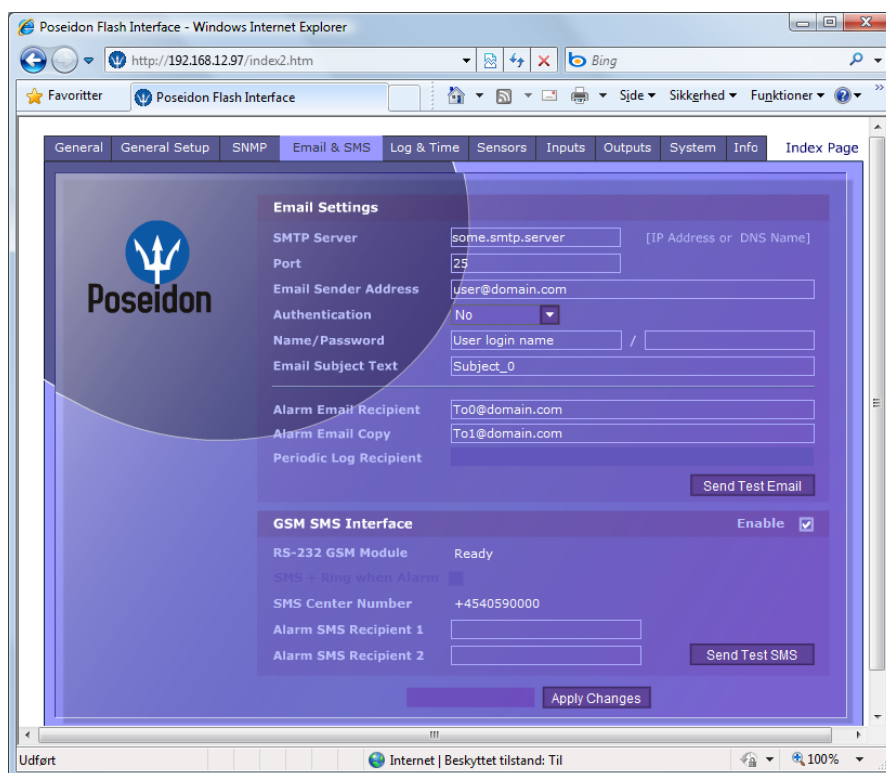 Poseidon Flash Interface - Windows Internet Explorer
http://192.168.12.97/index2.htm
Bing
Favoritter
Poseidon Flash Interface
Side
Sikkerhed
Funktioner
General General Setup SNMP Email & SMS Log & Time Sensors Inputs Outputs System Info Index Page
Poseidon
Email Settings
SMTP Server some.smtp.server [IP Address or DNS Name]
Port 25
Email Sender Address user@domain.com
Authentication No
Name/Password User login name /
Email Subject Text Subject_0
Alarm Email Recipient To0@domain.com
Alarm Email Copy To1@domain.com
Periodic Log Recipient
Send Test Email
GSM SMS Interface Enable
RS-232 GSM Module Ready
SMS + Ring when Alarm
SMS Center Number +4540590000
Alarm SMS Recipient 1
Alarm SMS Recipient 2 Send Test SMS
Apply Changes
Udført Internet | Beskyttet tilstand: Til 100%